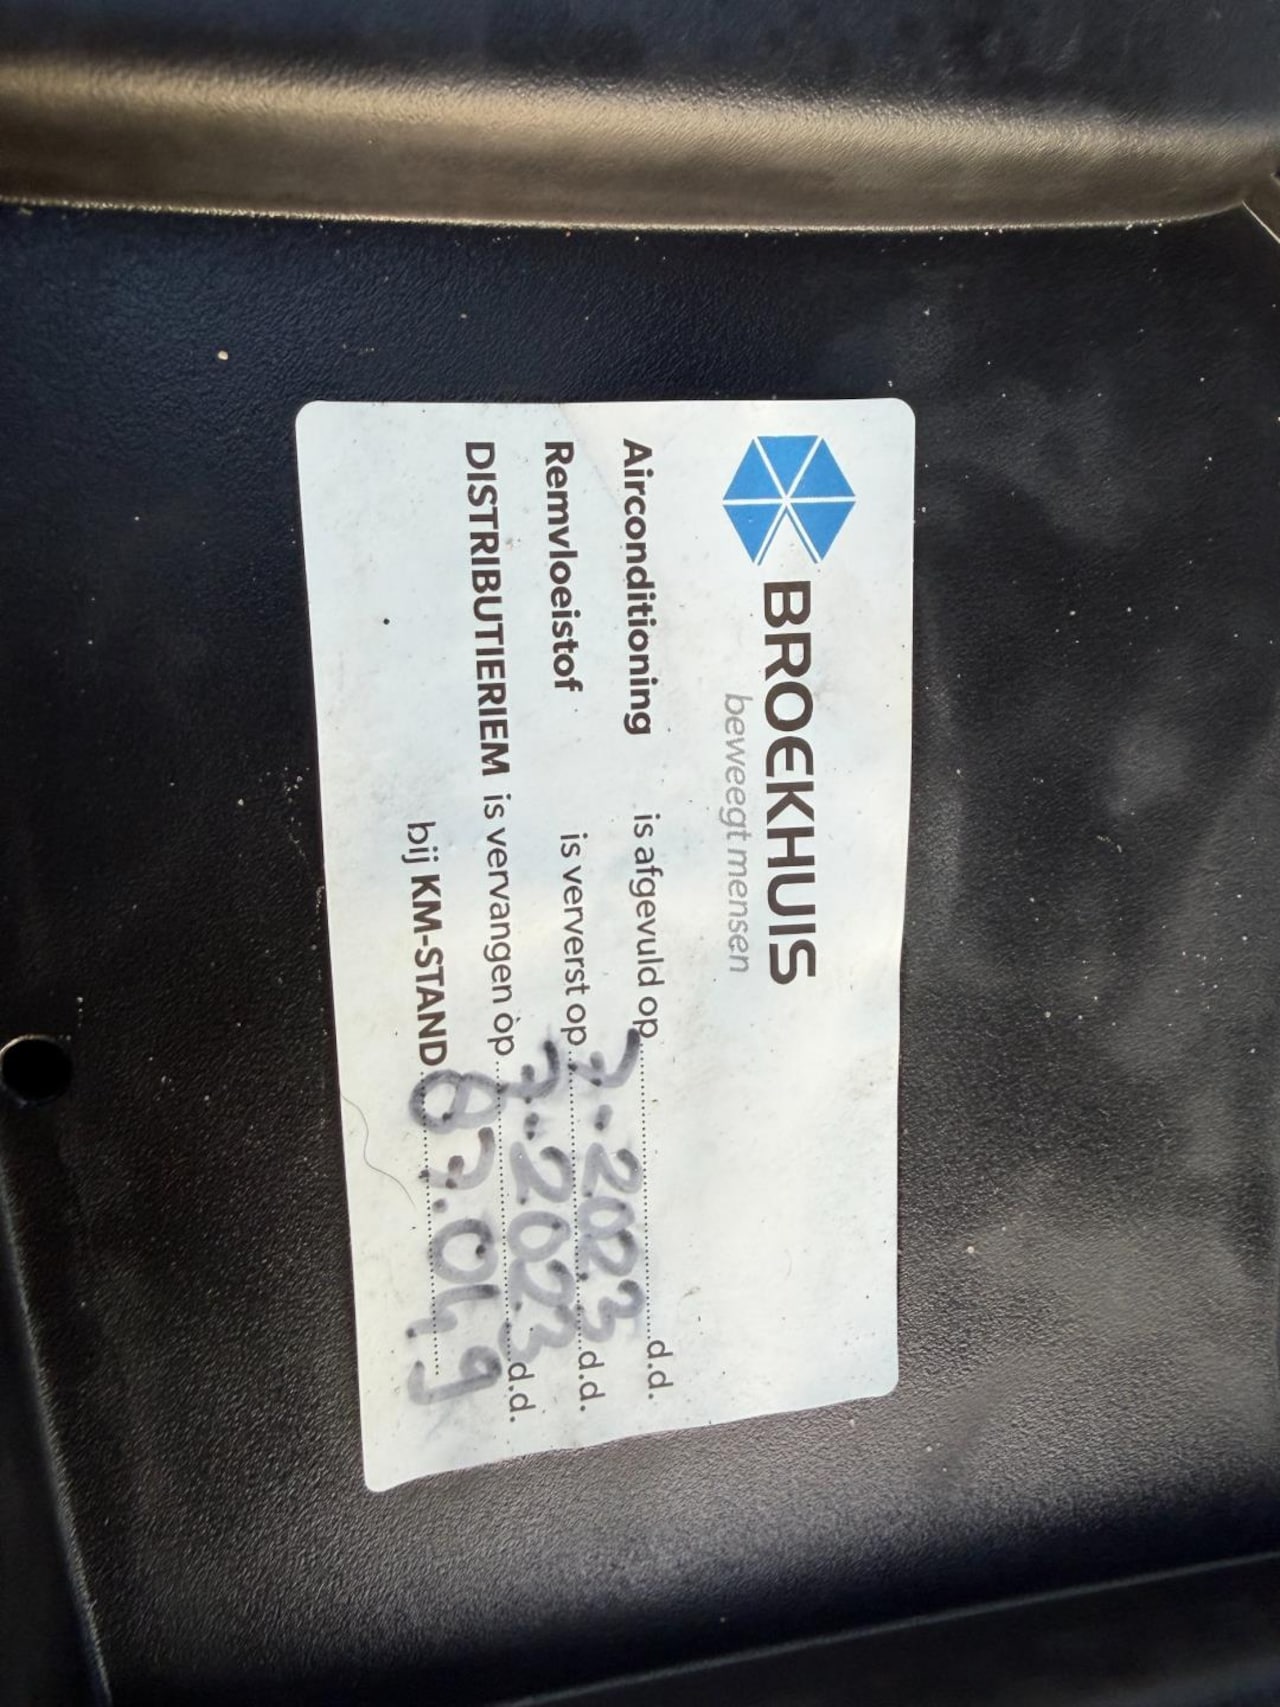 BROEKHUIS
beweegt mensen
Airconditioning is afgevuld op....................d.d.
Remvloeistof is ververst op 7.2023 d.d.
DISTRIBUTIERIEM is vervangen op 7.2023 d.d.
bij KM-STAND 87.049